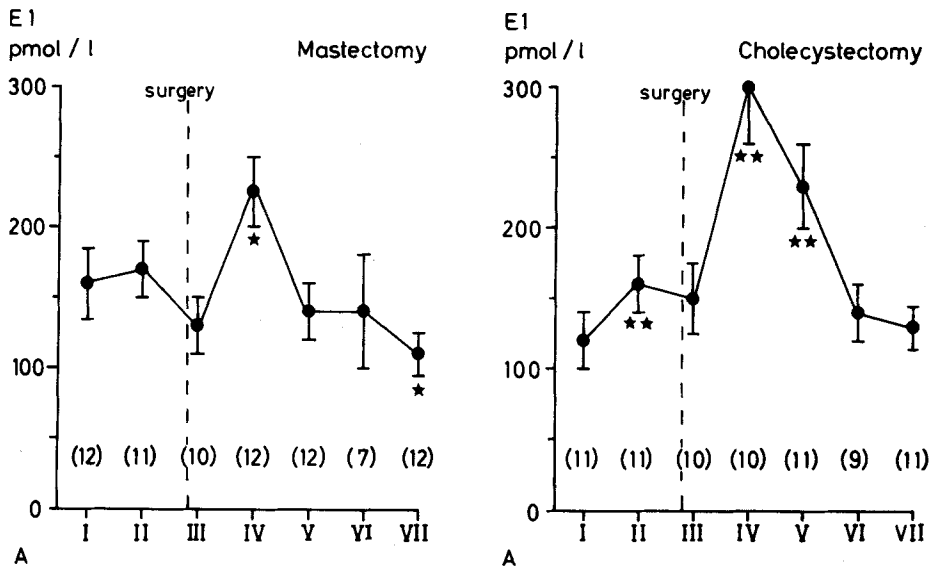 E1
pmol / l
Mastectomy
300
surgery
200
100
(12) (11) (10) (12) (12) (7) (12)
0
I II III IV V VI VII
A
E1
pmol / l
Cholecystectomy
300
surgery
200
100
(11) (11) (10) (10) (11) (9) (11)
0
I II III IV V VI VII
A